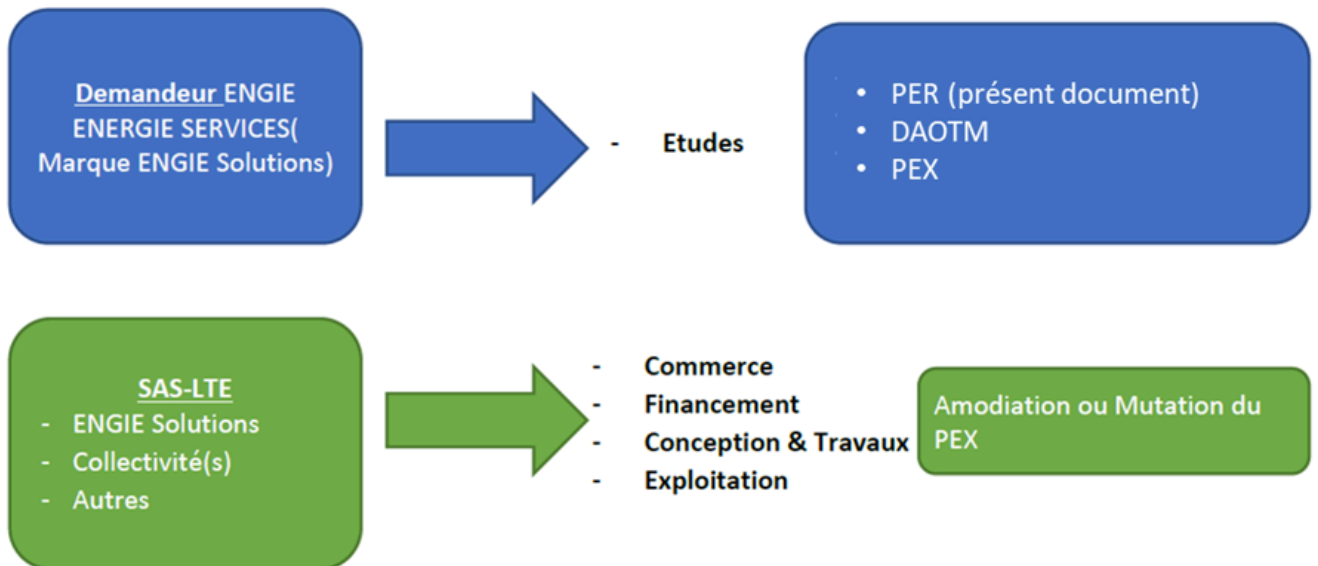 Demandeur ENGIE
ENERGIE SERVICES(
Marque ENGIE Solutions)
- Etudes
• PER (présent document)
• DAOTM
• PEX
SAS-LTE
- ENGIE Solutions
- Collectivité(s)
- Autres
- Commerce
- Financement
- Conception & Travaux
- Exploitation
Amodiation ou Mutation du
PEX